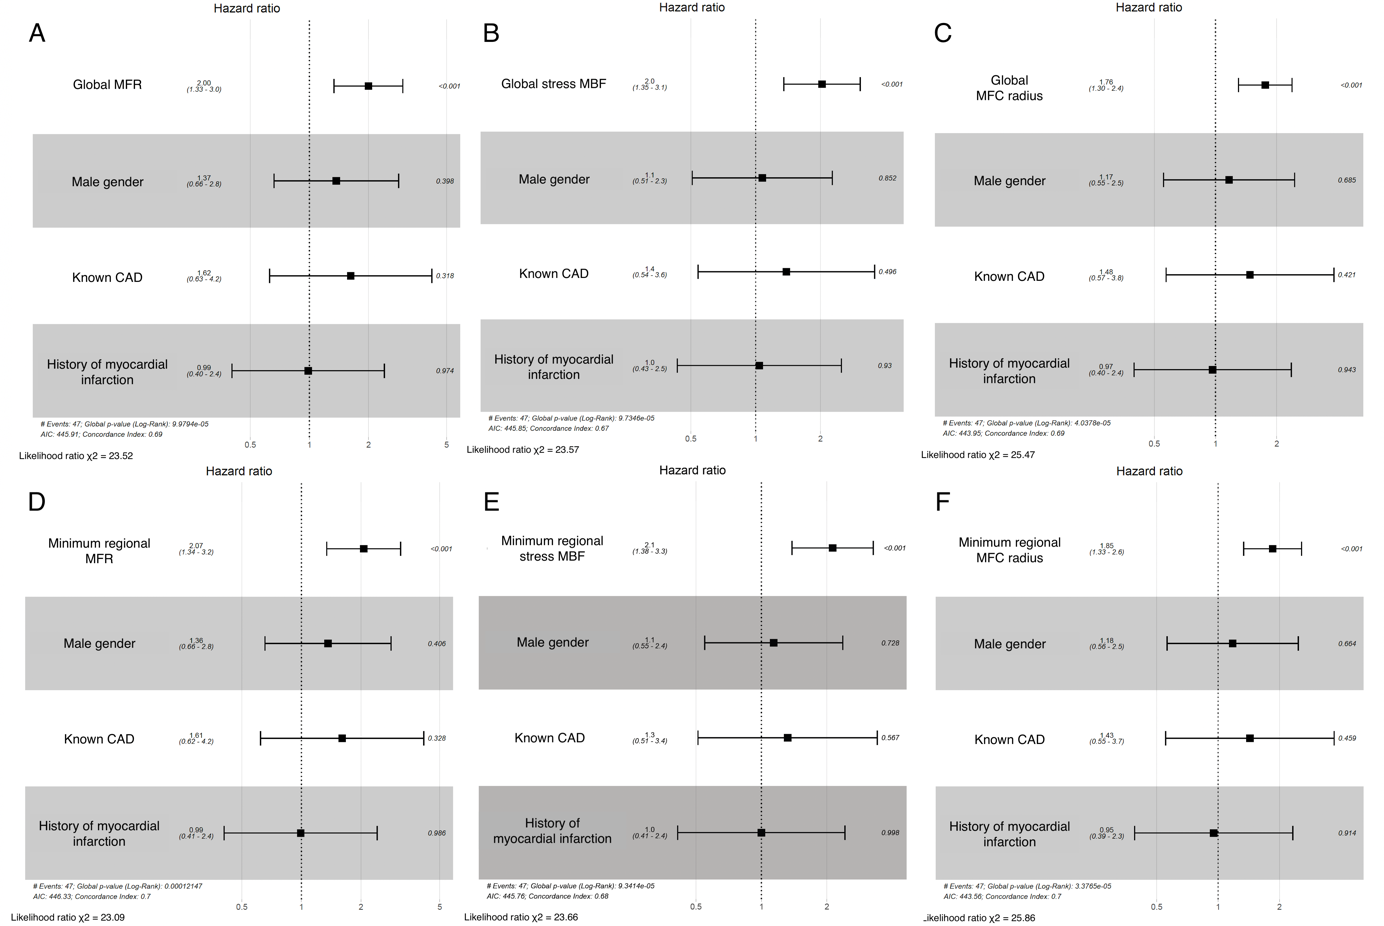 Hazard ratio
A
Global MFR
2.00
(1.33 - 3.0)
<0.001
Male gender
1.37
(0.66 - 2.8)
0.398
Known CAD
1.62
(0.63 - 4.2)
0.318
History of myocardial
infarction
0.99
(0.40 - 2.4)
0.974
# Events: 47; Global p-value (Log-Rank): 9.9794e-05
AIC: 445.91; Concordance Index: 0.69
0.5 1 2 5
Likelihood ratio χ2 = 23.52
Hazard ratio
B
Global stress MBF
2.0
(1.35 - 3.1)
<0.001
Male gender
1.1
(0.51 - 2.3)
0.852
Known CAD
1.4
(0.54 - 3.6)
0.496
History of myocardial
infarction
1.0
(0.43 - 2.5)
0.93
# Events: 47; Global p-value (Log-Rank): 9.7346e-05
AIC: 445.85; Concordance Index: 0.67
0.5 1 2
Likelihood ratio χ2 = 23.57
Hazard ratio
C
Global
MFC radius
1.76
(1.30 - 2.4)
<0.001
Male gender
1.17
(0.55 - 2.5)
0.685
Known CAD
1.48
(0.57 - 3.8)
0.421
History of myocardial
infarction
0.97
(0.40 - 2.4)
0.943
# Events: 47; Global p-value (Log-Rank): 4.0378e-05
AIC: 443.95; Concordance Index: 0.69
0.5 1 2
Likelihood ratio χ2 = 25.47
Hazard ratio
D
Minimum regional
MFR
2.07
(1.34 - 3.2)
<0.001
Male gender
1.36
(0.66 - 2.8)
0.406
Known CAD
1.61
(0.62 - 4.2)
0.328
History of myocardial
infarction
0.99
(0.41 - 2.4)
0.986
# Events: 47; Global p-value (Log-Rank): 0.00012147
AIC: 446.33; Concordance Index: 0.7
0.5 1 2 5
Likelihood ratio χ2 = 23.09
Hazard ratio
E
Minimum regional
stress MBF
2.1
(1.38 - 3.3)
<0.001
Male gender
1.1
(0.55 - 2.4)
0.728
Known CAD
1.3
(0.51 - 3.4)
0.567
History of
myocardial infarction
1.0
(0.41 - 2.4)
0.998
# Events: 47; Global p-value (Log-Rank): 9.3414e-05
AIC: 445.76; Concordance Index: 0.68
0.5 1 2
Likelihood ratio χ2 = 23.66
Hazard ratio
F
Minimum regional
MFC radius
1.85
(1.33 - 2.6)
<0.001
Male gender
1.18
(0.56 - 2.5)
0.664
Known CAD
1.43
(0.55 - 3.7)
0.459
History of myocardial
infarction
0.95
(0.39 - 2.3)
0.914
# Events: 47; Global p-value (Log-Rank): 3.3765e-05
AIC: 443.56; Concordance Index: 0.7
0.5 1 2
Likelihood ratio χ2 = 25.86